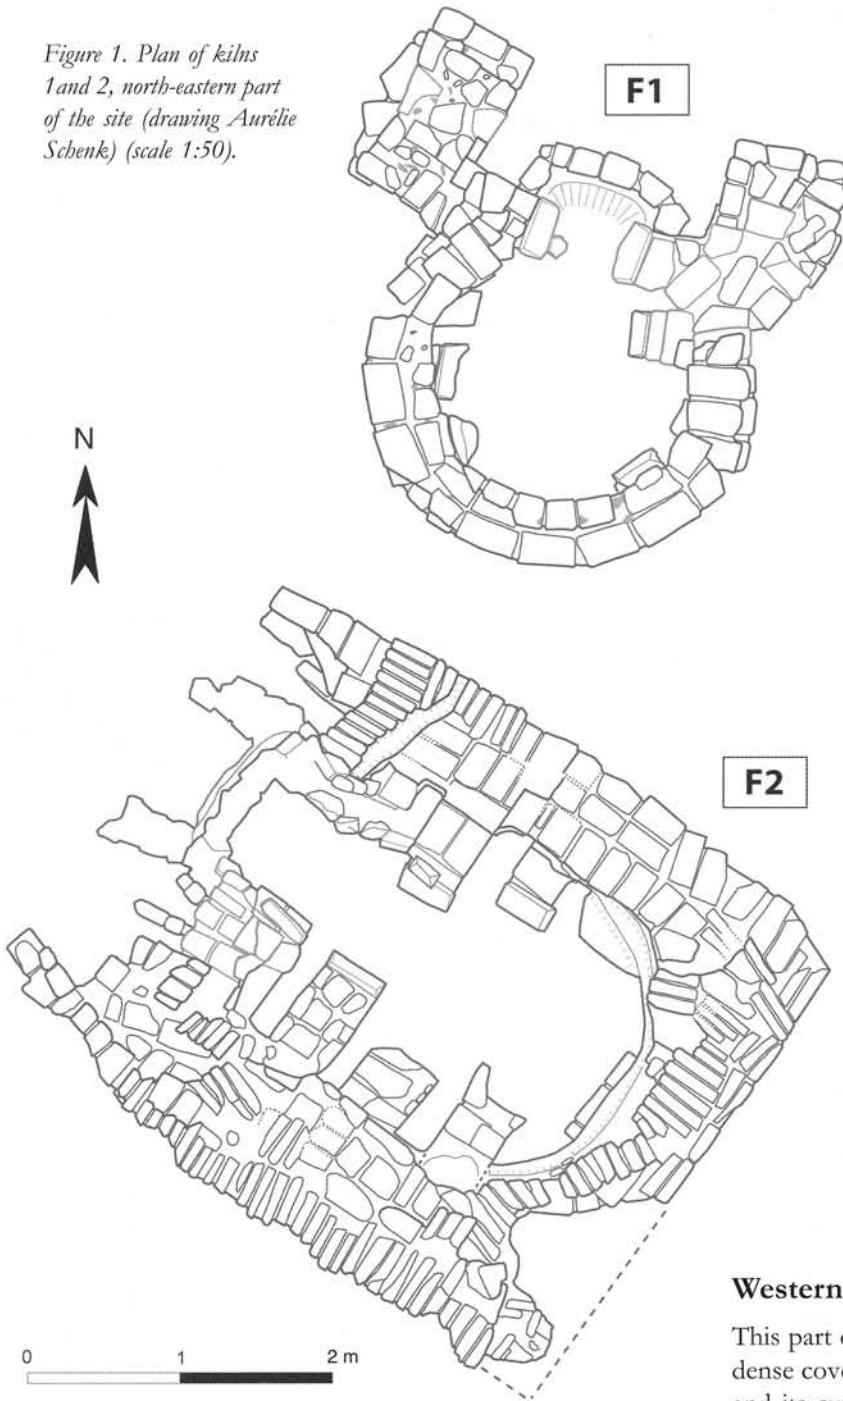 Figure 1. Plan of kilns
1and 2, north-eastern part
of the site (drawing Aurélie
Schenk) (scale 1:50).
F1
N
F2
0 1 2 m
Western
This part
dense cov